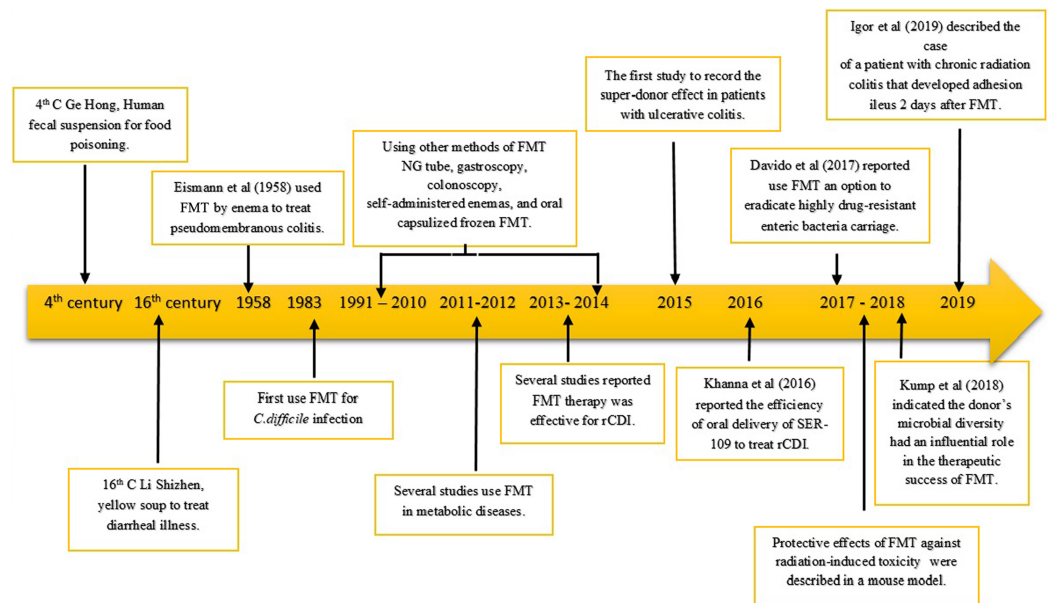 4th C Ge Hong, Human
fecal suspension for food
poisoning.
Eismann et al (1958) used
FMT by enema to treat
pseudomembranous colitis.
Using other methods of FMT
NG tube, gastroscopy,
colonoscopy,
self-administered enemas, and oral
capsulized frozen FMT.
The first study to record the
super-donor effect in patients
with ulcerative colitis.
Davido et al (2017) reported
use FMT an option to
eradicate highly drug-resistant
enteric bacteria carriage.
Igor et al (2019) described the
case
of a patient with chronic radiation
colitis that developed adhesion
ileus 2 days after FMT.
4th century 16th century 1958 1983 1991 – 2010 2011-2012 2013- 2014 2015 2016 2017 - 2018 2019
16th C Li Shizhen,
yellow soup to treat
diarrheal illness.
First use FMT for
C.difficile infection
Several studies use FMT
in metabolic diseases.
Several studies reported
FMT therapy was
effective for rCDI.
Khanna et al (2016)
reported the efficiency
of oral delivery of SER-
109 to treat rCDI.
Protective effects of FMT against
radiation-induced toxicity were
described in a mouse model.
Kump et al (2018)
indicated the donor’s
microbial diversity
had an influential role
in the therapeutic
success of FMT.